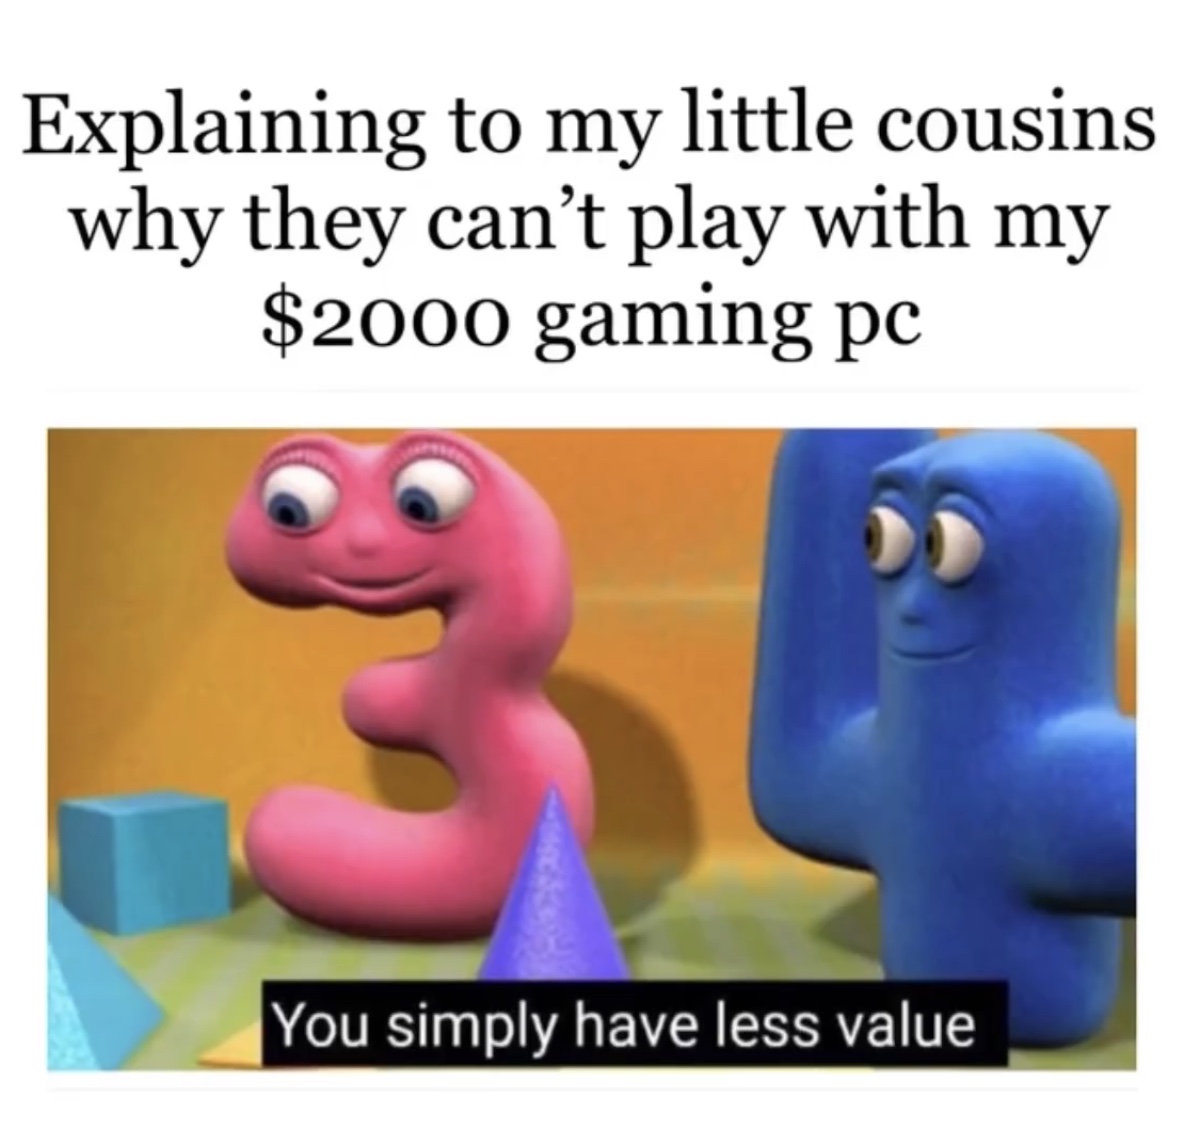 Explaining to my little cousins
why they can’t play with my
$2000 gaming pc
You simply have less value